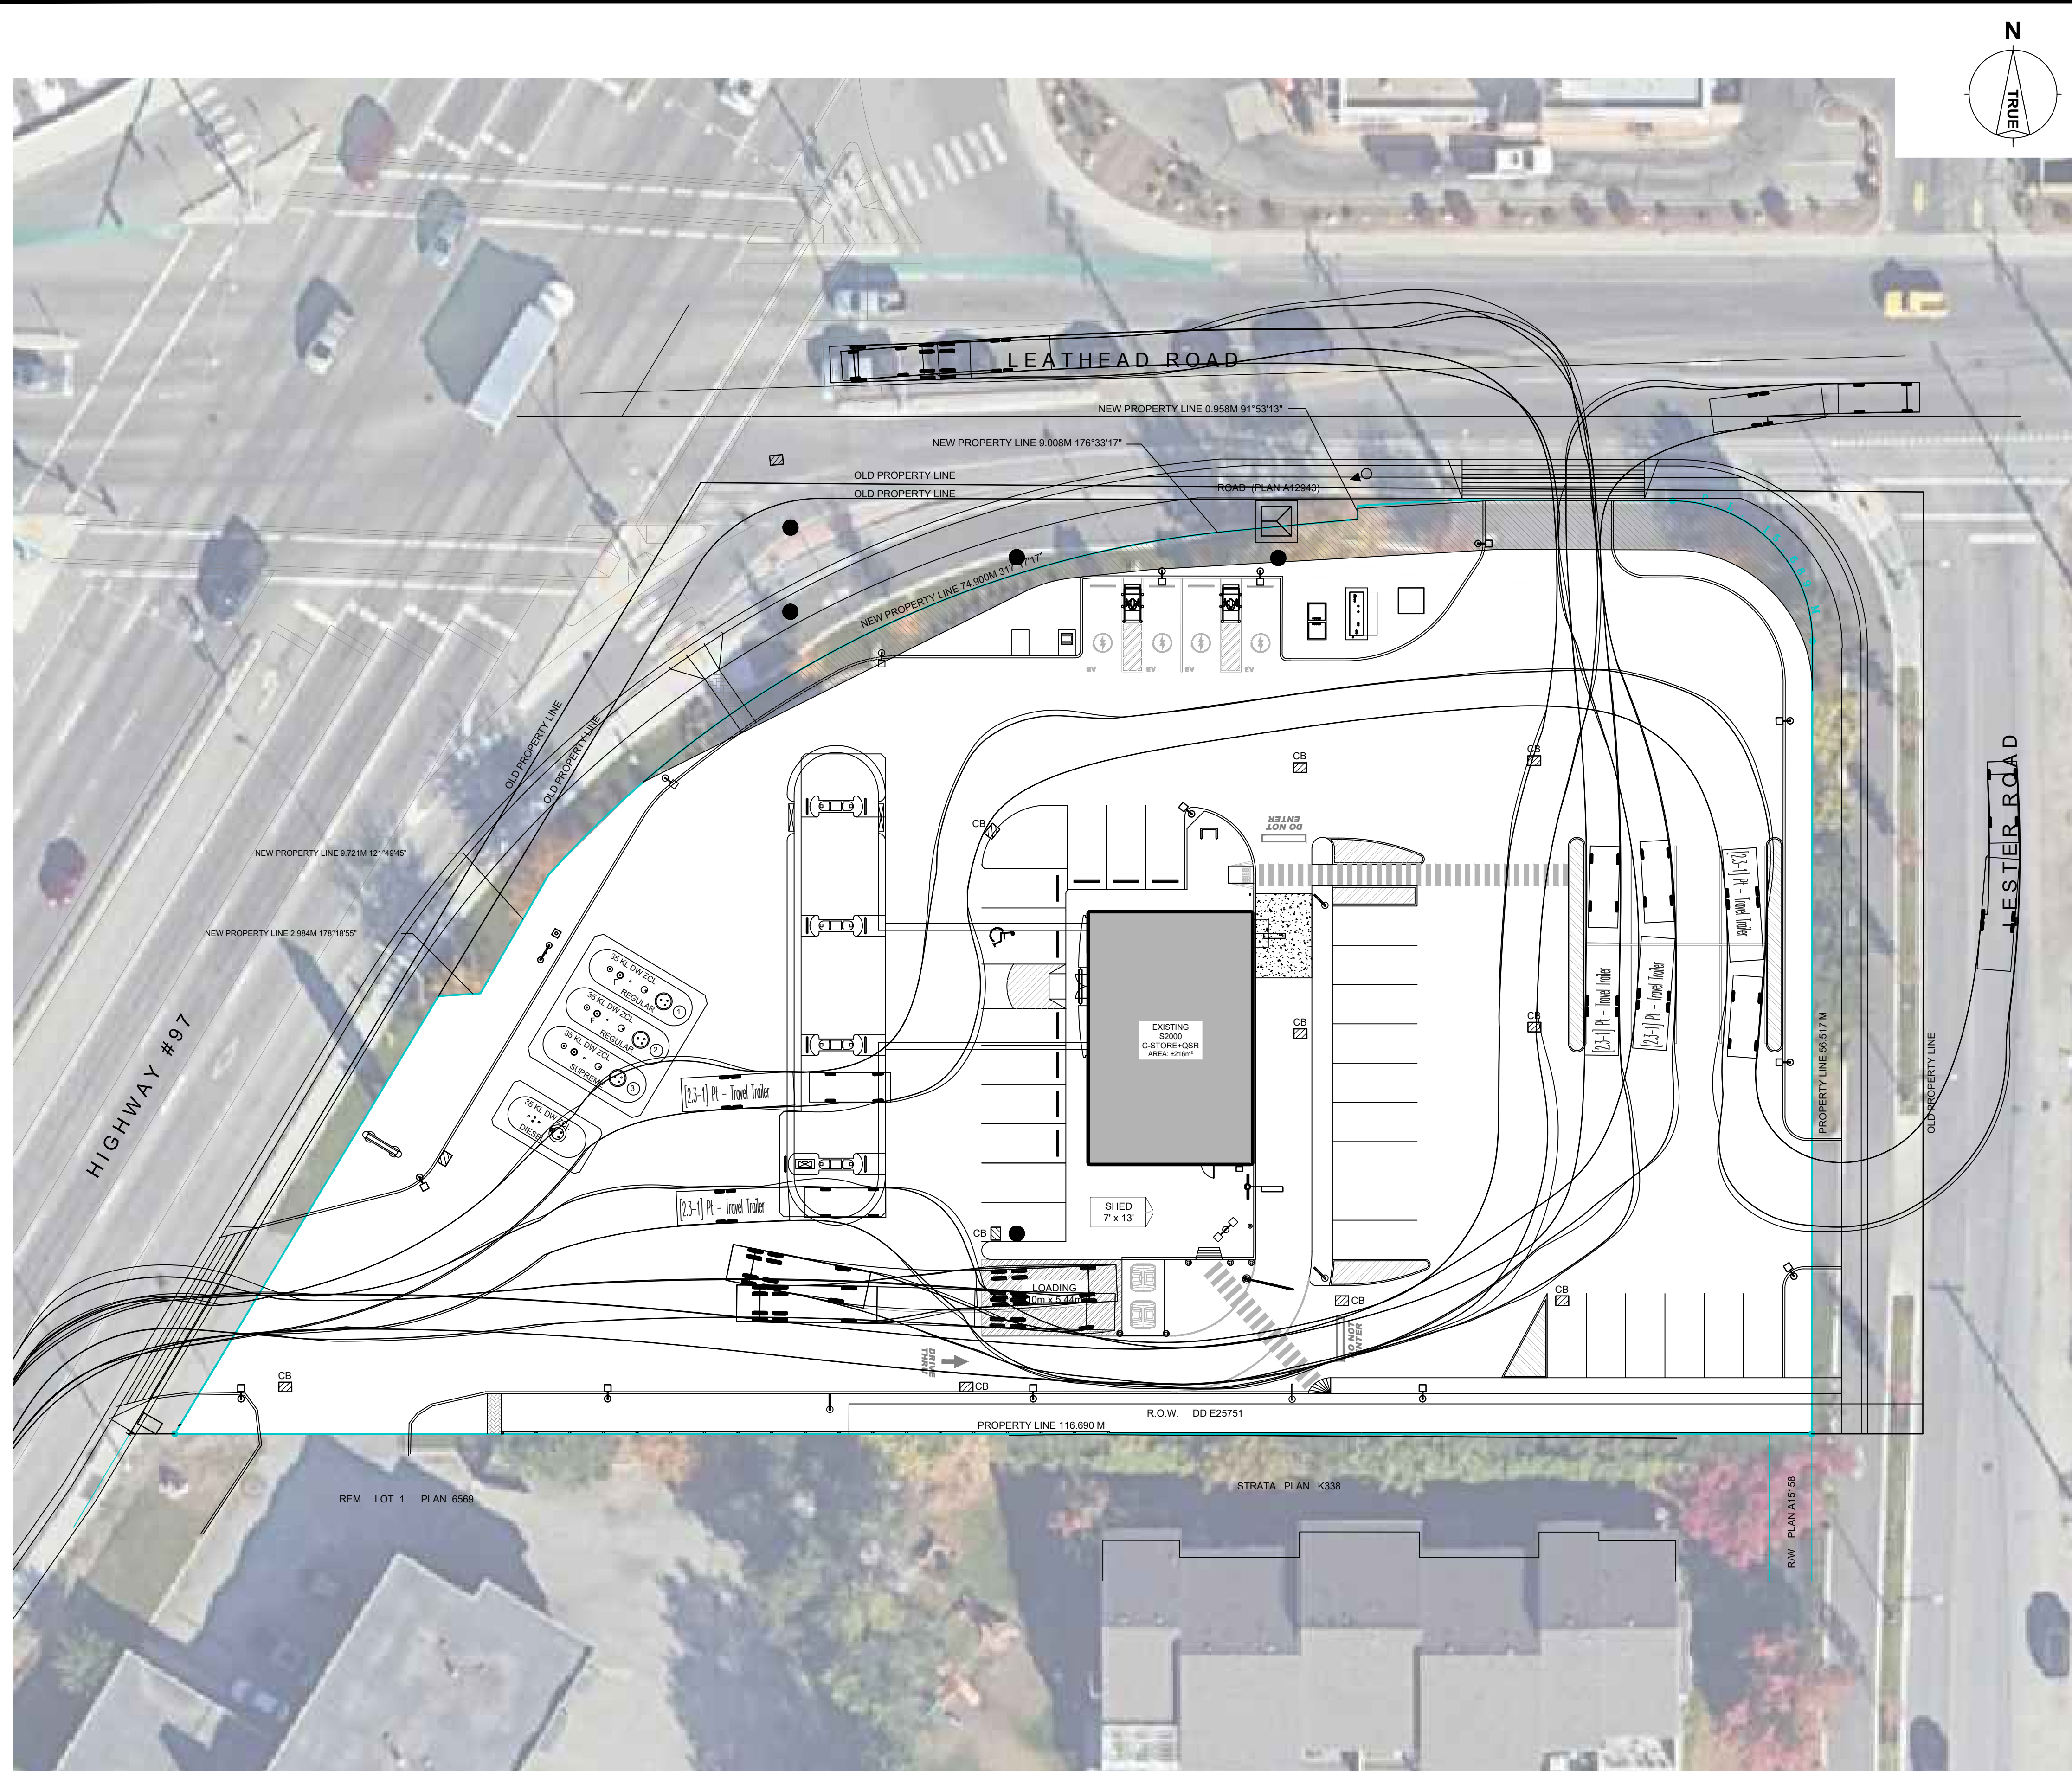 N
TRUE
LEATHEAD ROAD
NEW PROPERTY LINE 0.958M 91°53'13"
NEW PROPERTY LINE 9.008M 176°33'17"
OLD PROPERTY LINE
OLD PROPERTY LINE
ROAD (PLAN A12943)
NEW PROPERTY LINE 74.900M
OLD PROPERTY LINE
OLD PROPERTY LINE
EV
EV
EV
EV
CB
CB
CB
DO NOT
ENTER
NEW PROPERTY LINE 9.721M 121°49'45"
NEW PROPERTY LINE 2.984M 178°18'55"
HIGHWAY #97
35 KL DW ZCL
F
REGULAR
1
35 KL DW ZCL
F
REGULAR
2
35 KL DW ZCL
SUPREME
3
35 KL DW ZCL
DIESEL
[2.3-1] Pt - Travel Trailer
[2.3-1] Pt - Travel Trailer
[2.3-1] Pt - Travel Trailer
[2.3-1] Pt - Travel Trailer
[2.3-1] Pt - Travel Trailer
EXISTING
S2000
C-STORE+QSR
AREA: ±216m²
CB
CB
LESTER ROAD
PROPERTY LINE 56.517 M
OLD PROPERTY LINE
SHED
7' x 13'
CB
LOADING
10m x 5.44m
CB
CB
DO NOT
ENTER
DRIVE
THRU
CB
CB
R.O.W. DD E25751
PROPERTY LINE 116.690 M
REM. LOT 1 PLAN 6569
STRATA PLAN K338
R/W PLAN A15158